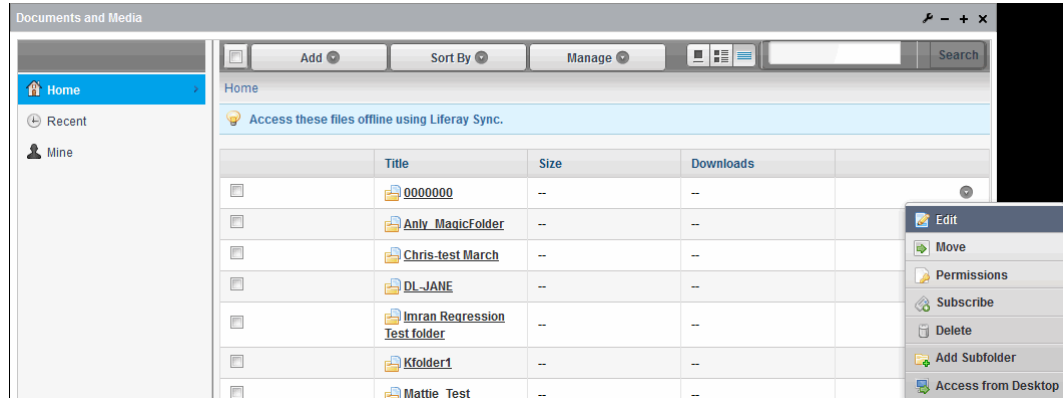 Documents and Media
Add Sort By Manage Search
Home
Recent
Mine
Home
Access these files offline using Liferay Sync.
Title Size Downloads
0000000 -- --
Anly_MagicFolder -- --
Chris-test March -- --
DL-JANE -- --
Imran Regression
Test folder -- --
Kfolder1 -- --
Mattie_Test -- --
Edit
Move
Permissions
Subscribe
Delete
Add Subfolder
Access from Desktop